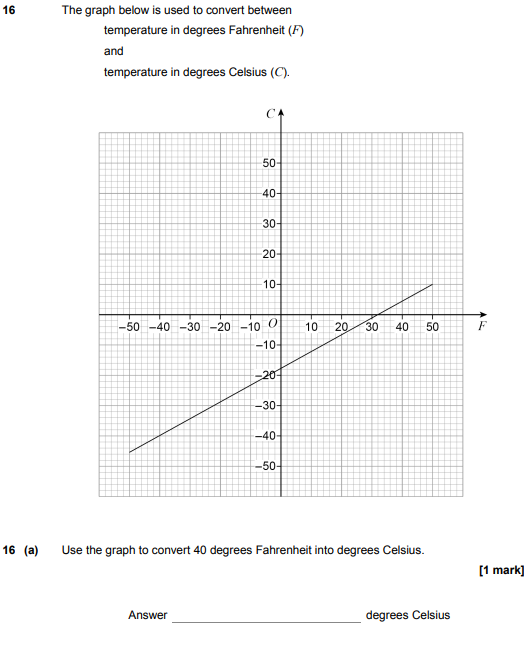 16 The graph below is used to convert between
temperature in degrees Fahrenheit (F)
and
temperature in degrees Celsius (C).
C
50
40
30
20
10
–50 –40 –30 –20 –10 O 10 20 30 40 50 F
–10
–20
–30
–40
–50
16 (a) Use the graph to convert 40 degrees Fahrenheit into degrees Celsius.
[1 mark]
Answer degrees Celsius